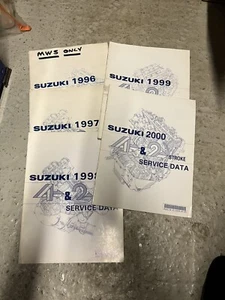 MWS ONLY
SUZUKI 1996
SUZUKI 1999
SUZUKI 1997
SUZUKI 2000
4 2 STROKE
&
SERVICE DATA
SUZUKI 1998
4 2
&
SERVICE DATA